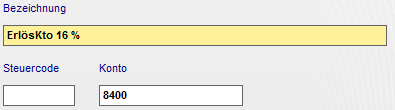 Bezeichnung
ErlösKto 16 %
Steuercode Konto
8400